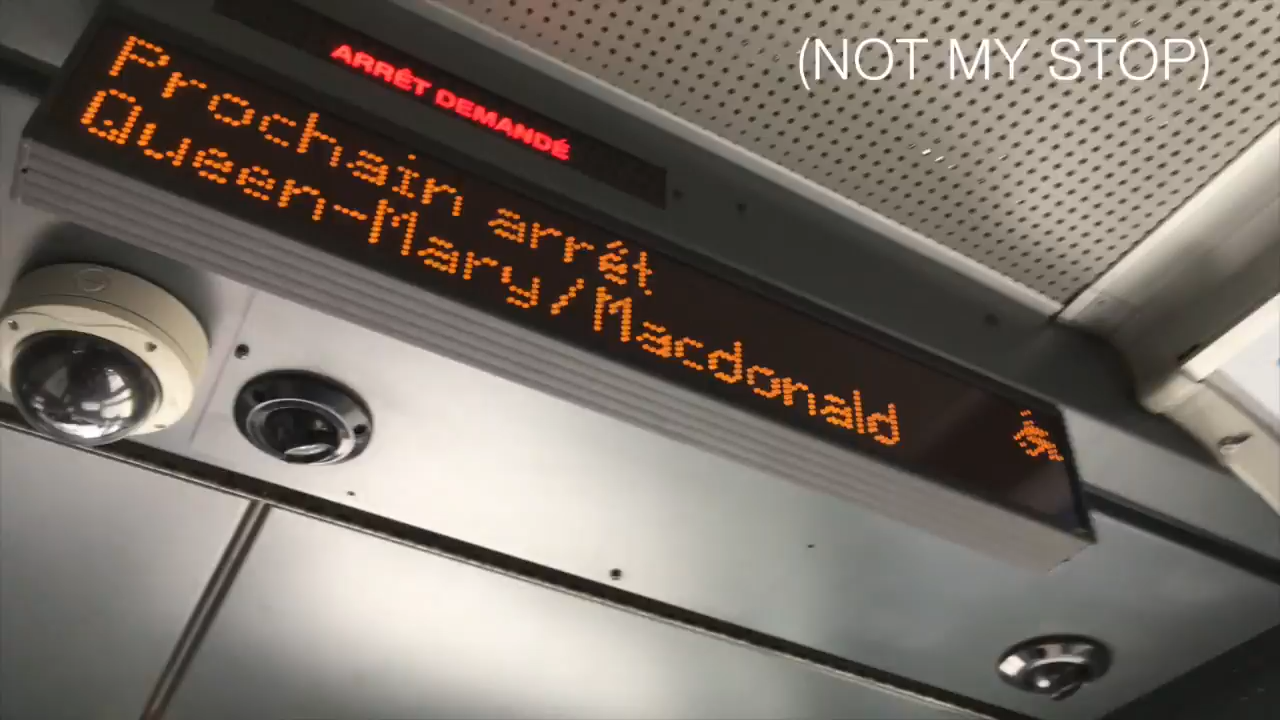 (NOT MY STOP)
ARRÊT DEMANDÉ
Prochain arrêt
Queen-Mary/Macdonald